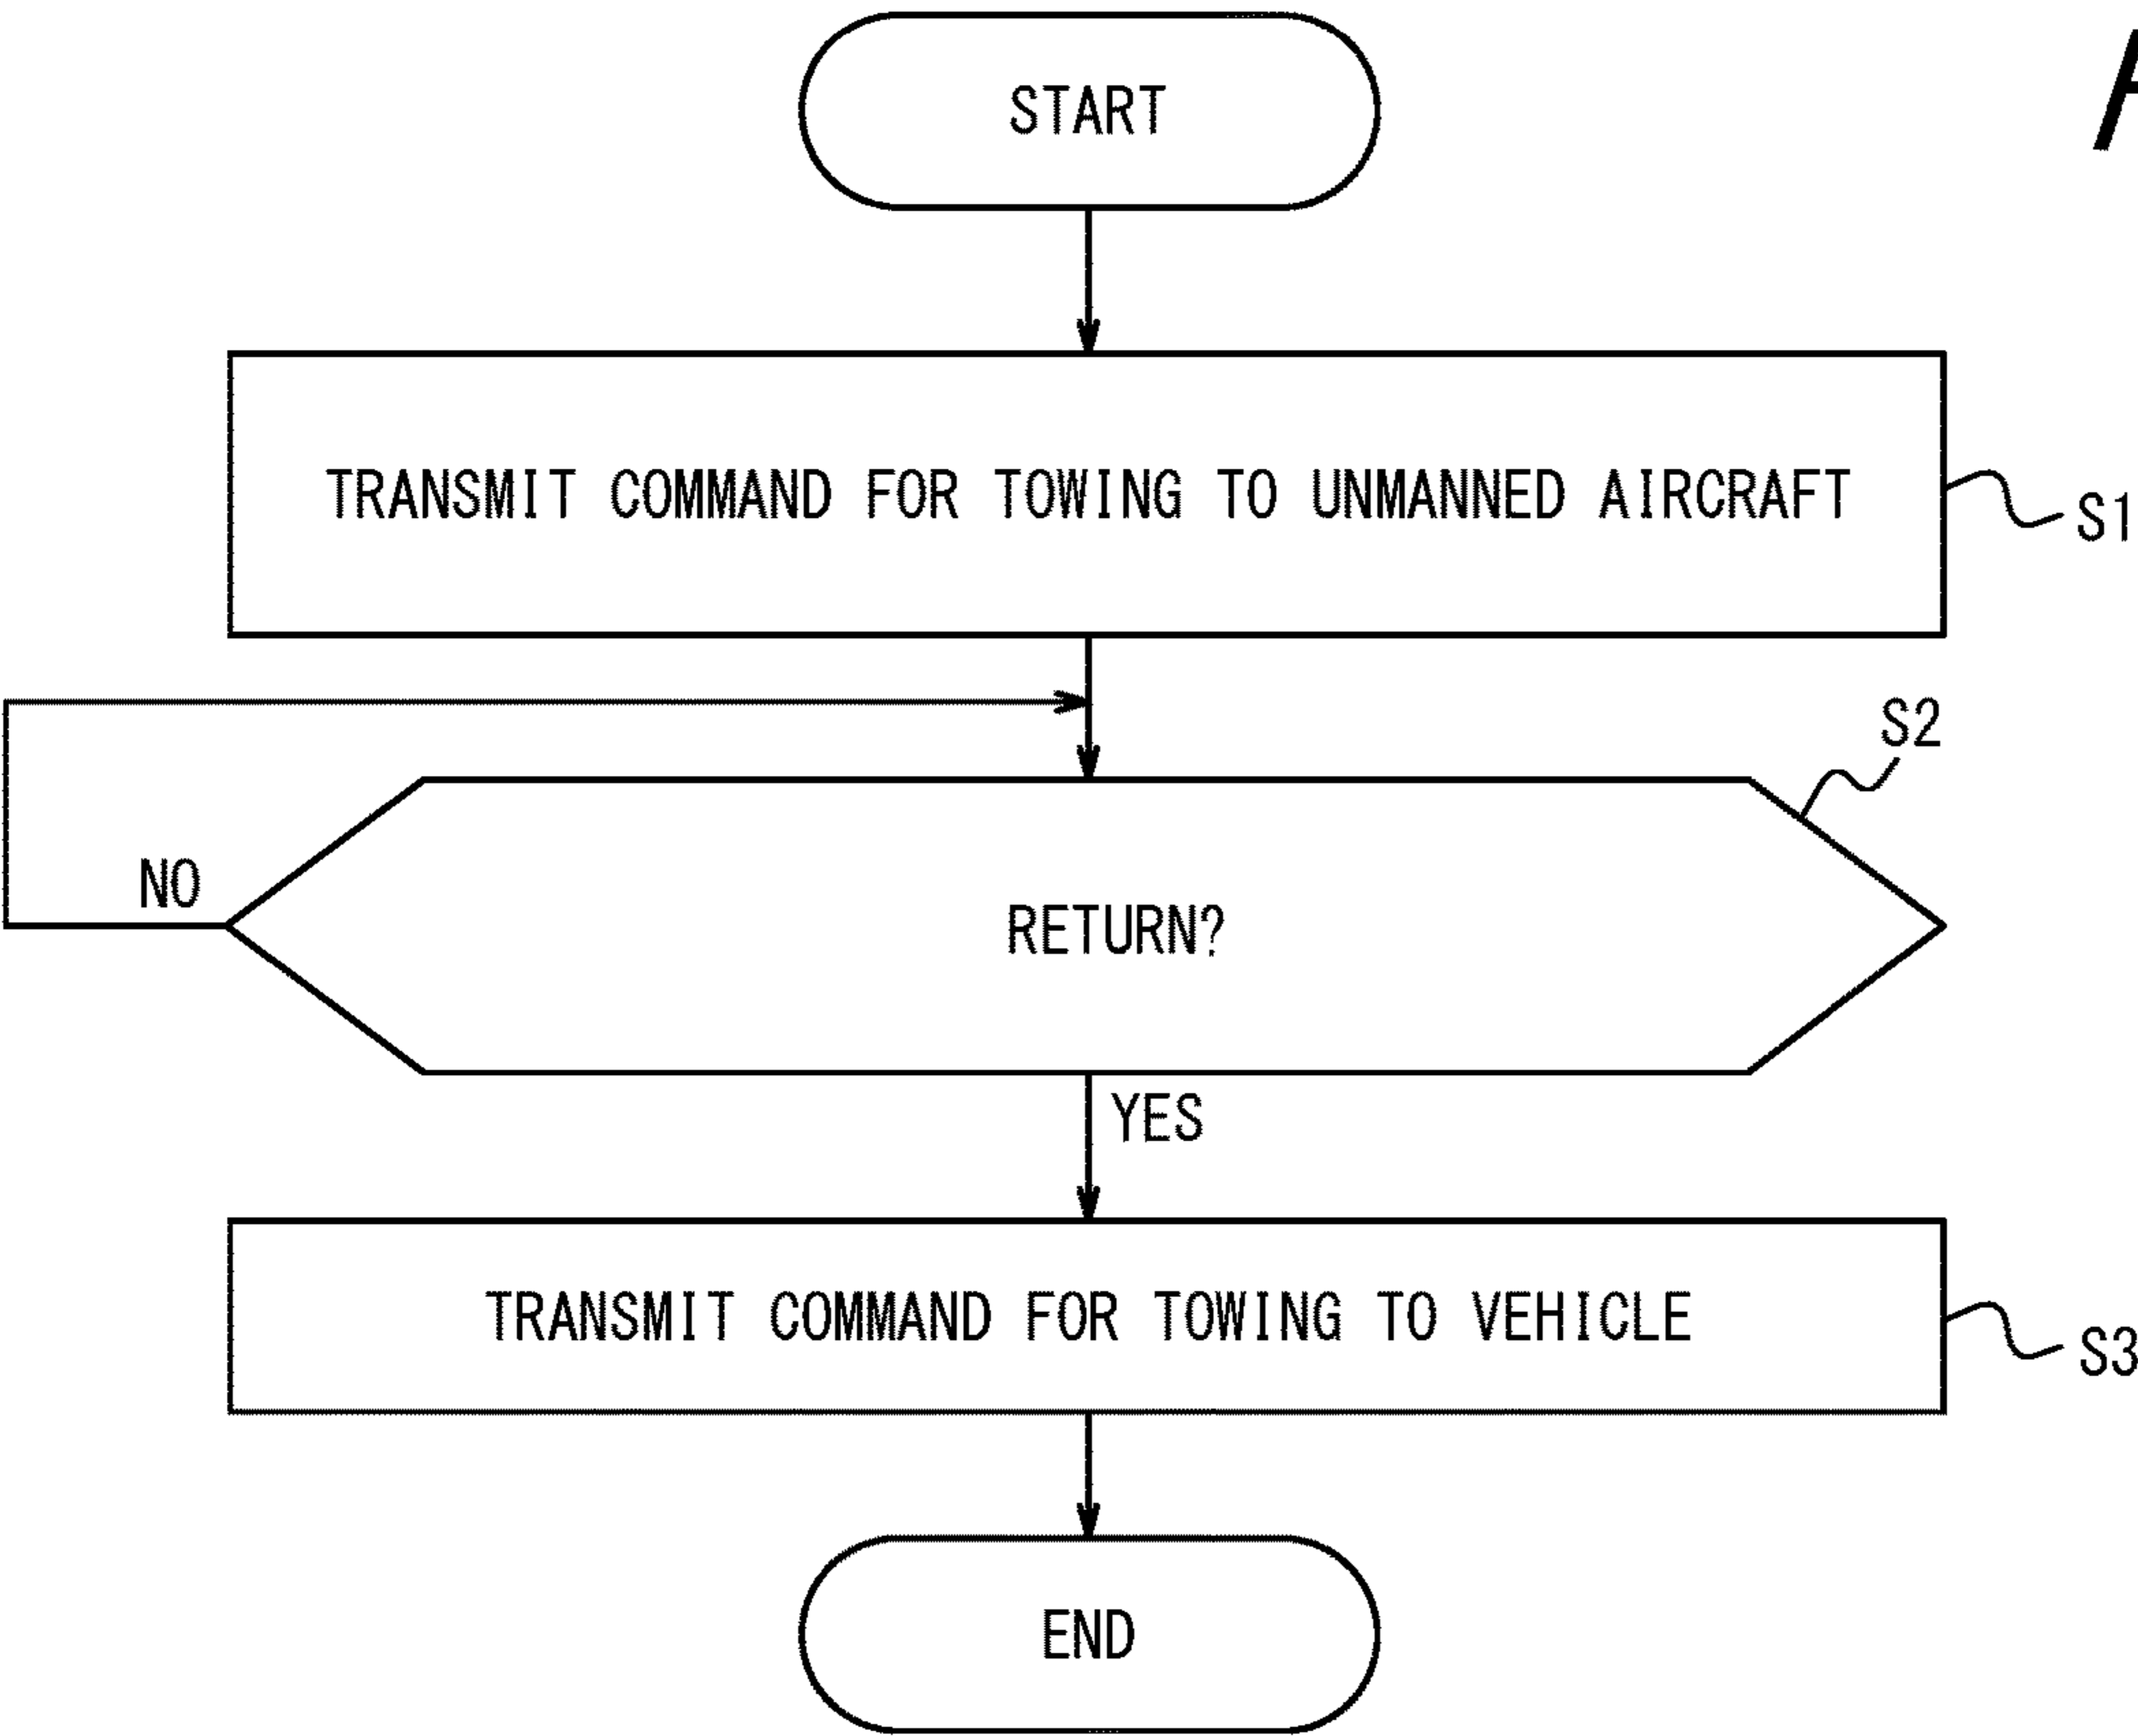 START
TRANSMIT COMMAND FOR TOWING TO UNMANNED AIRCRAFT
S1
S2
NO
RETURN?
YES
TRANSMIT COMMAND FOR TOWING TO VEHICLE
S3
END